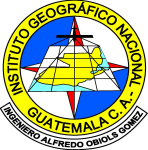 INSTITUTO GEOGRÁFICO NACIONAL -
GUATEMALA C. A. -
INGENIERO ALFREDO OBIOLS GOMEZ